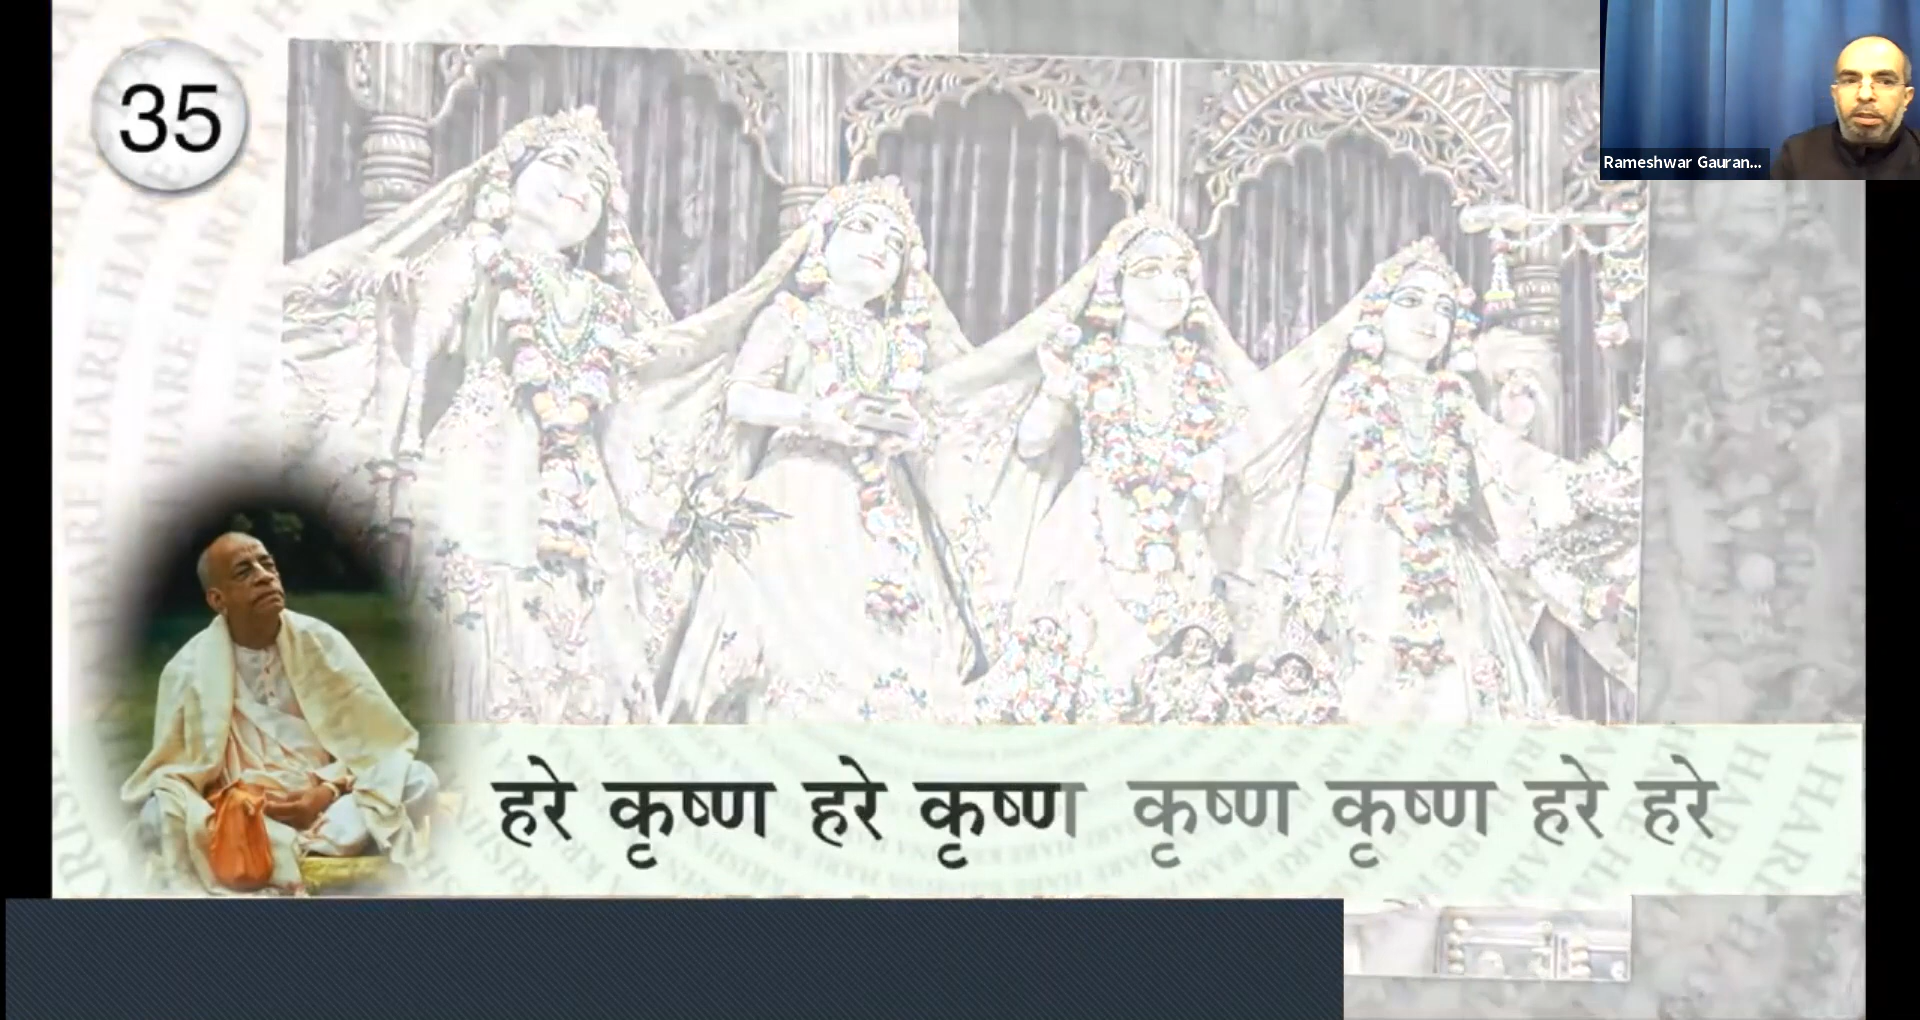 35
Rameshwar Gauran...
हरे कृष्ण हरे कृष्ण कृष्ण कृष्ण हरे हरे